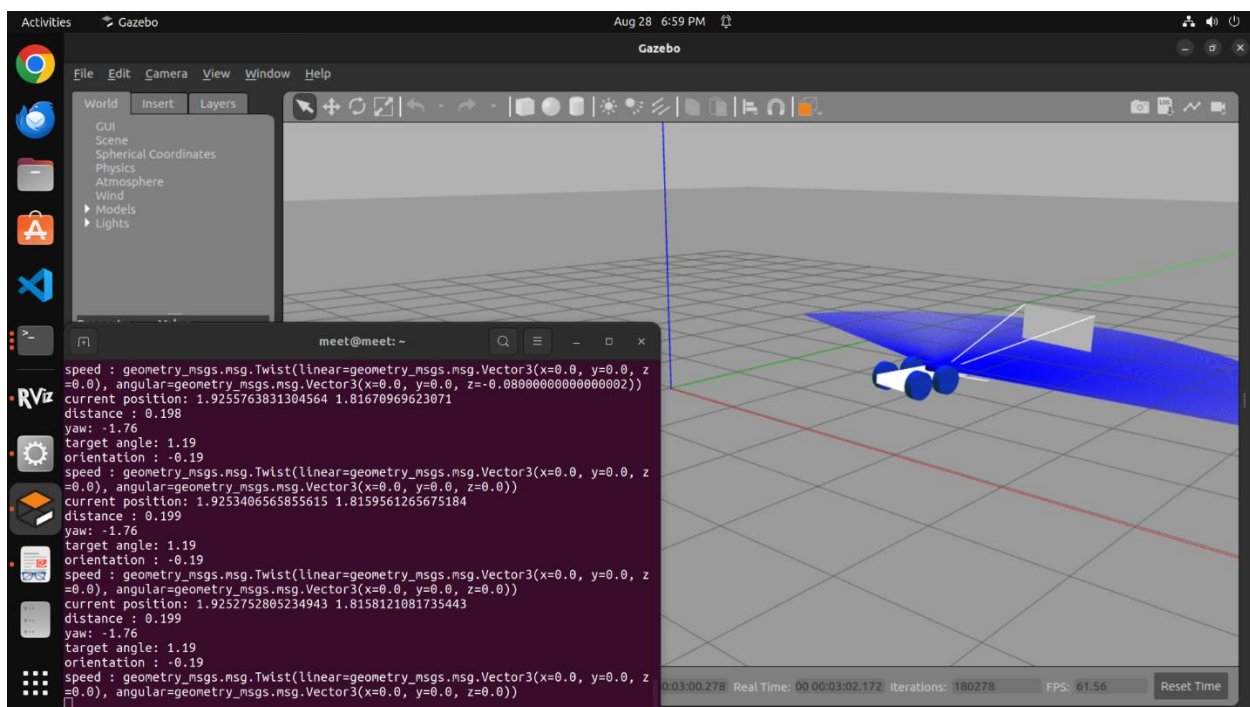 Activities Gazebo Aug 28 6:59 PM
Gazebo
File Edit Camera View Window Help
World Insert Layers
GUI
Scene
Spherical Coordinates
Physics
Atmosphere
Wind
Models
Lights
LOG
meet@meet: ~
speed : geometry_msgs.msg.Twist(linear=geometry_msgs.msg.Vector3(x=0.0, y=0.0, z
=0.0), angular=geometry_msgs.msg.Vector3(x=0.0, y=0.0, z=-0.08000000000000002))
current position: 1.9255763831304564 1.81670969623071
distance : 0.198
yaw: -1.76
target angle: 1.19
orientation : -0.19
speed : geometry_msgs.msg.Twist(linear=geometry_msgs.msg.Vector3(x=0.0, y=0.0, z
=0.0), angular=geometry_msgs.msg.Vector3(x=0.0, y=0.0, z=0.0))
current position: 1.9253406565855615 1.8159561265675184
distance : 0.199
yaw: -1.76
target angle: 1.19
orientation : -0.19
speed : geometry_msgs.msg.Twist(linear=geometry_msgs.msg.Vector3(x=0.0, y=0.0, z
=0.0), angular=geometry_msgs.msg.Vector3(x=0.0, y=0.0, z=0.0))
current position: 1.9252752805234943 1.8158121081735443
distance : 0.199
yaw: -1.76
target angle: 1.19
orientation : -0.19
speed : geometry_msgs.msg.Twist(linear=geometry_msgs.msg.Vector3(x=0.0, y=0.0, z
=0.0), angular=geometry_msgs.msg.Vector3(x=0.0, y=0.0, z=0.0))
RViz
0:03:00.278 Real Time: 00 00:03:02.172 Iterations: 180278 FPS: 61.56 Reset Time